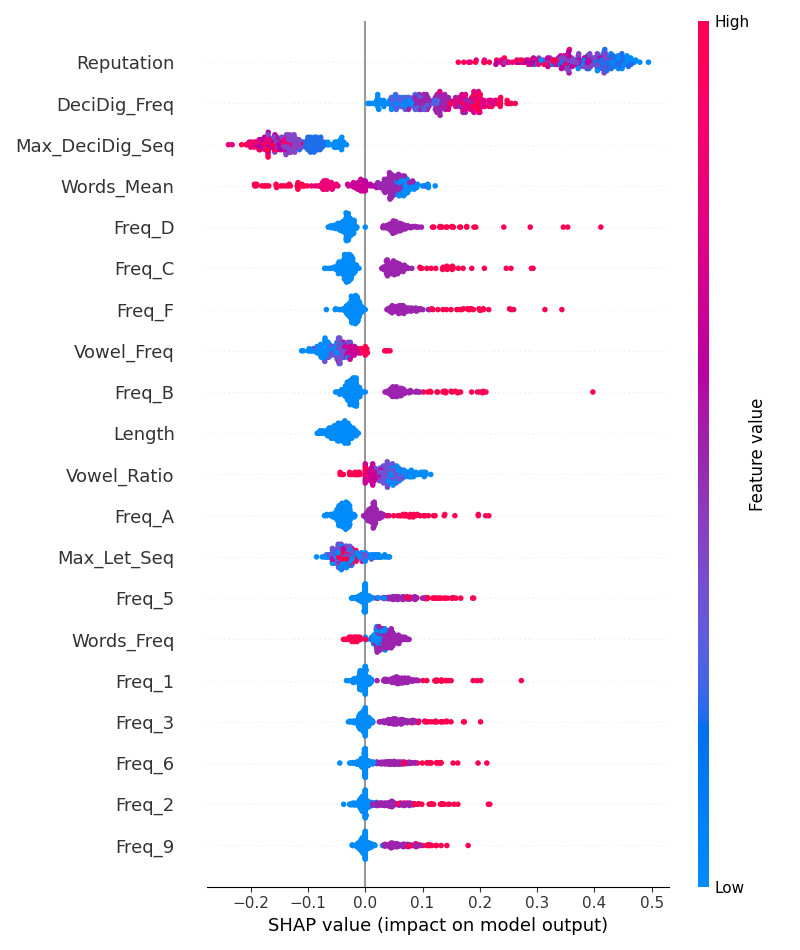 High
Reputation
DeciDig_Freq
Max_DeciDig_Seq
Words_Mean
Freq_D
Freq_C
Freq_F
Vowel_Freq
Freq_B
Length
Vowel_Ratio
Freq_A
Max_Let_Seq
Freq_5
Words_Freq
Freq_1
Freq_3
Freq_6
Freq_2
Freq_9
Feature value
Low
−0.2 −0.1 0.0 0.1 0.2 0.3 0.4 0.5
SHAP value (impact on model output)